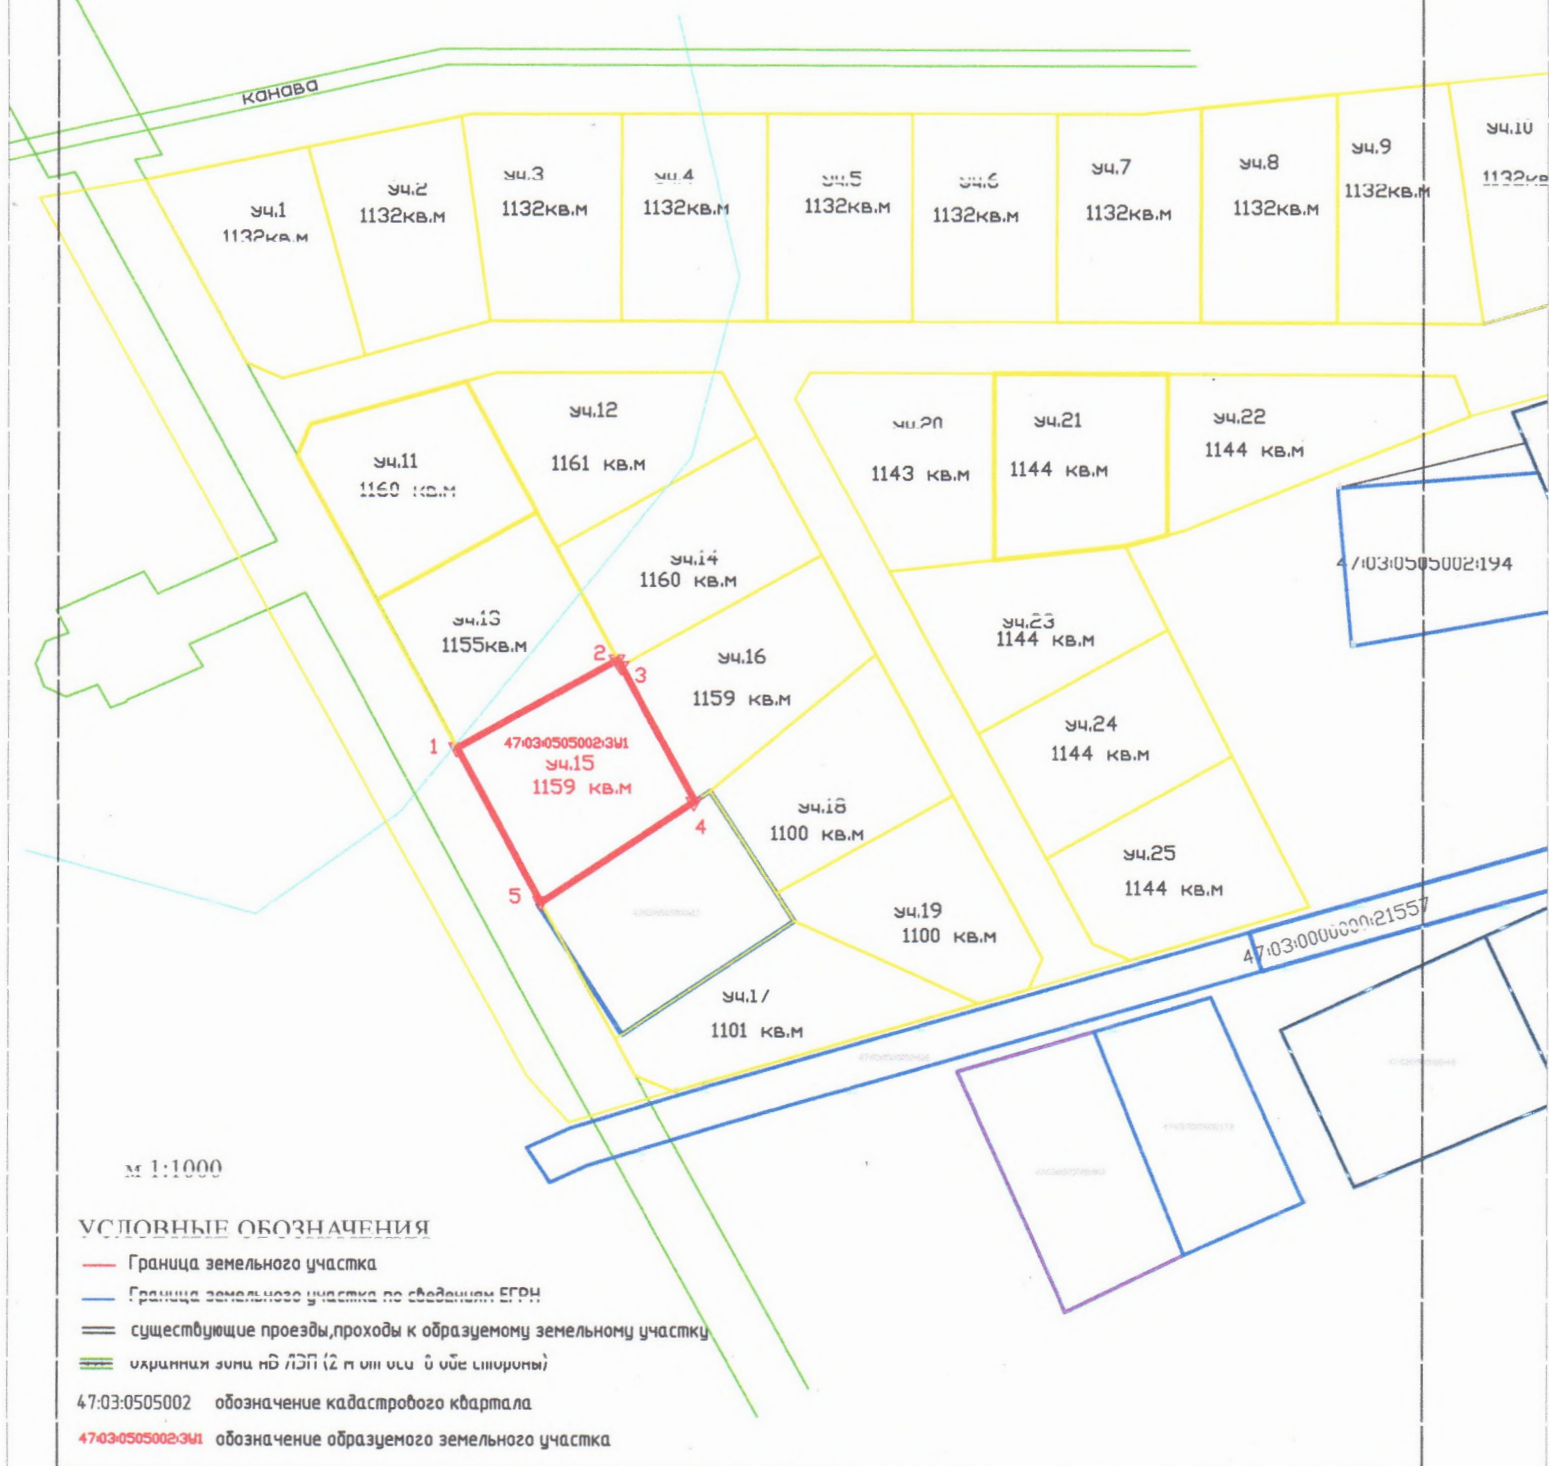 канава
уч.1
1132кв.м
уч.2
1132кв.м
уч.3
1132кв.м
уч.4
1132кв.м
уч.5
1132кв.м
уч.6
1132кв.м
уч.7
1132кв.м
уч.8
1132кв.м
уч.9
1132кв.м
уч.10
1132кв
уч.11
1160 кв.м
уч.12
1161 кв.м
уч.20
1143 кв.м
уч.21
1144 кв.м
уч.22
1144 кв.м
47:03:0505002:194
уч.13
1155кв.м
уч.14
1160 кв.м
уч.23
1144 кв.м
2
3
уч.16
1159 кв.м
1
47:03:0505002:ЗУ1
уч.15
1159 кв.м
4
5
уч.24
1144 кв.м
уч.18
1100 кв.м
уч.25
1144 кв.м
уч.19
1100 кв.м
47:03:0000000:21557
уч.17
1101 кв.м
м 1:1000
УСЛОВНЫЕ ОБОЗНАЧЕНИЯ
Граница земельного участка
Граница земельного участка по сведениям ЕГРН
существующие проезды,проходы к образуемому земельному участку
охранная зона НВ ЛЭП (2 м от оси в обе стороны)
47:03:0505002 обозначение кадастрового квартала
47:03:0505002:ЗУ1 обозначение образуемого земельного участка